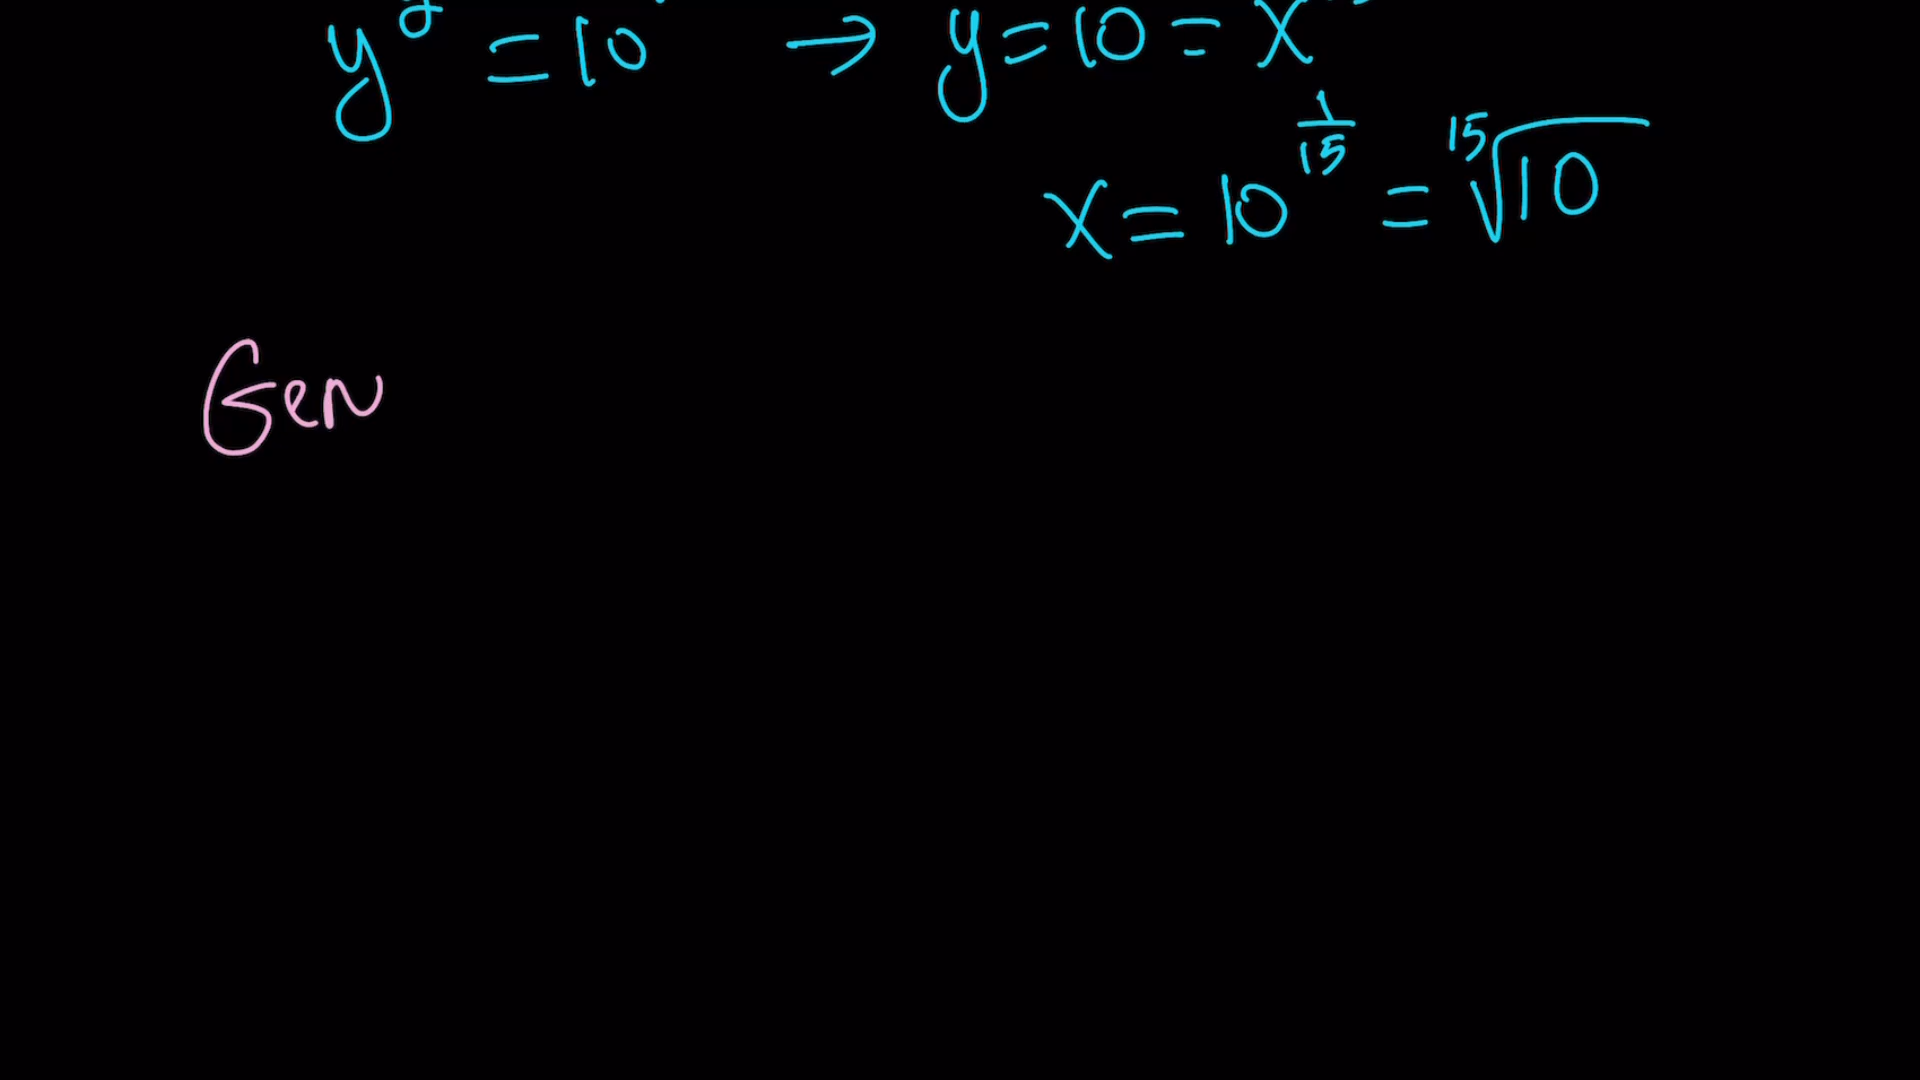 y^y = 10 → y = 10 = x
x = 10^(1/15) = ¹⁵√10
Gen